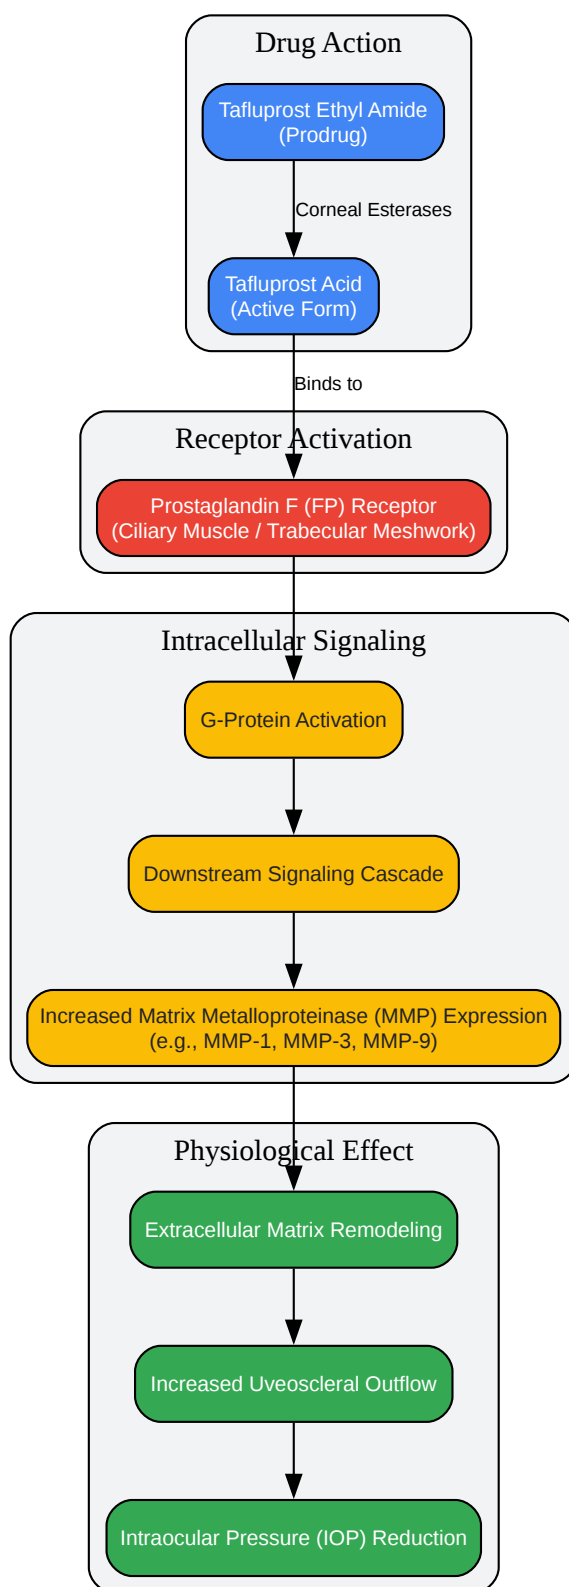 Drug Action
Tafluprost Ethyl Amide
(Prodrug)
Corneal Esterases
Tafluprost Acid
(Active Form)
Binds to
Receptor Activation
Prostaglandin F (FP) Receptor
(Ciliary Muscle / Trabecular Meshwork)
Intracellular Signaling
G-Protein Activation
Downstream Signaling Cascade
Increased Matrix Metalloproteinase (MMP) Expression
(e.g., MMP-1, MMP-3, MMP-9)
Physiological Effect
Extracellular Matrix Remodeling
Increased Uveoscleral Outflow
Intraocular Pressure (IOP) Reduction